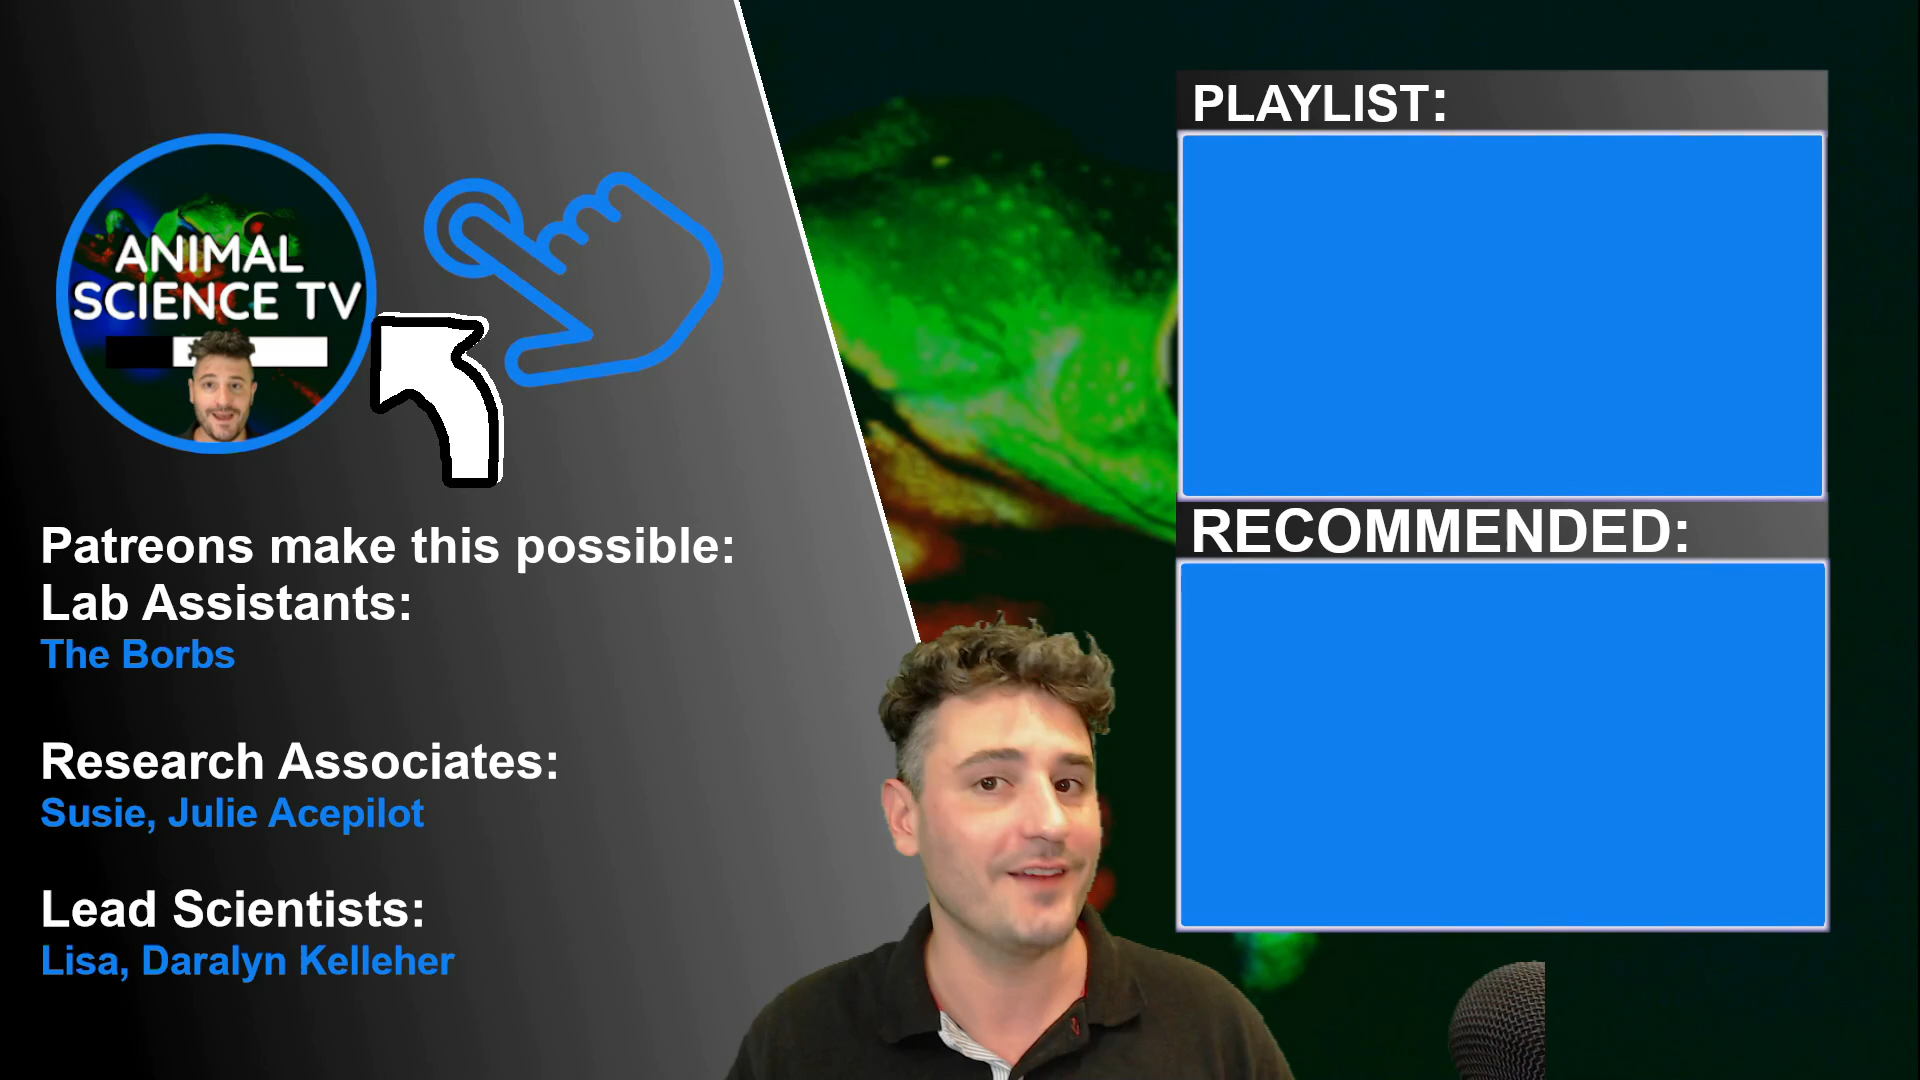 ANIMAL
SCIENCE TV
Patreons make this possible:
Lab Assistants:
The Borbs
Research Associates:
Susie, Julie Acepilot
Lead Scientists:
Lisa, Daralyn Kelleher
PLAYLIST:
RECOMMENDED: